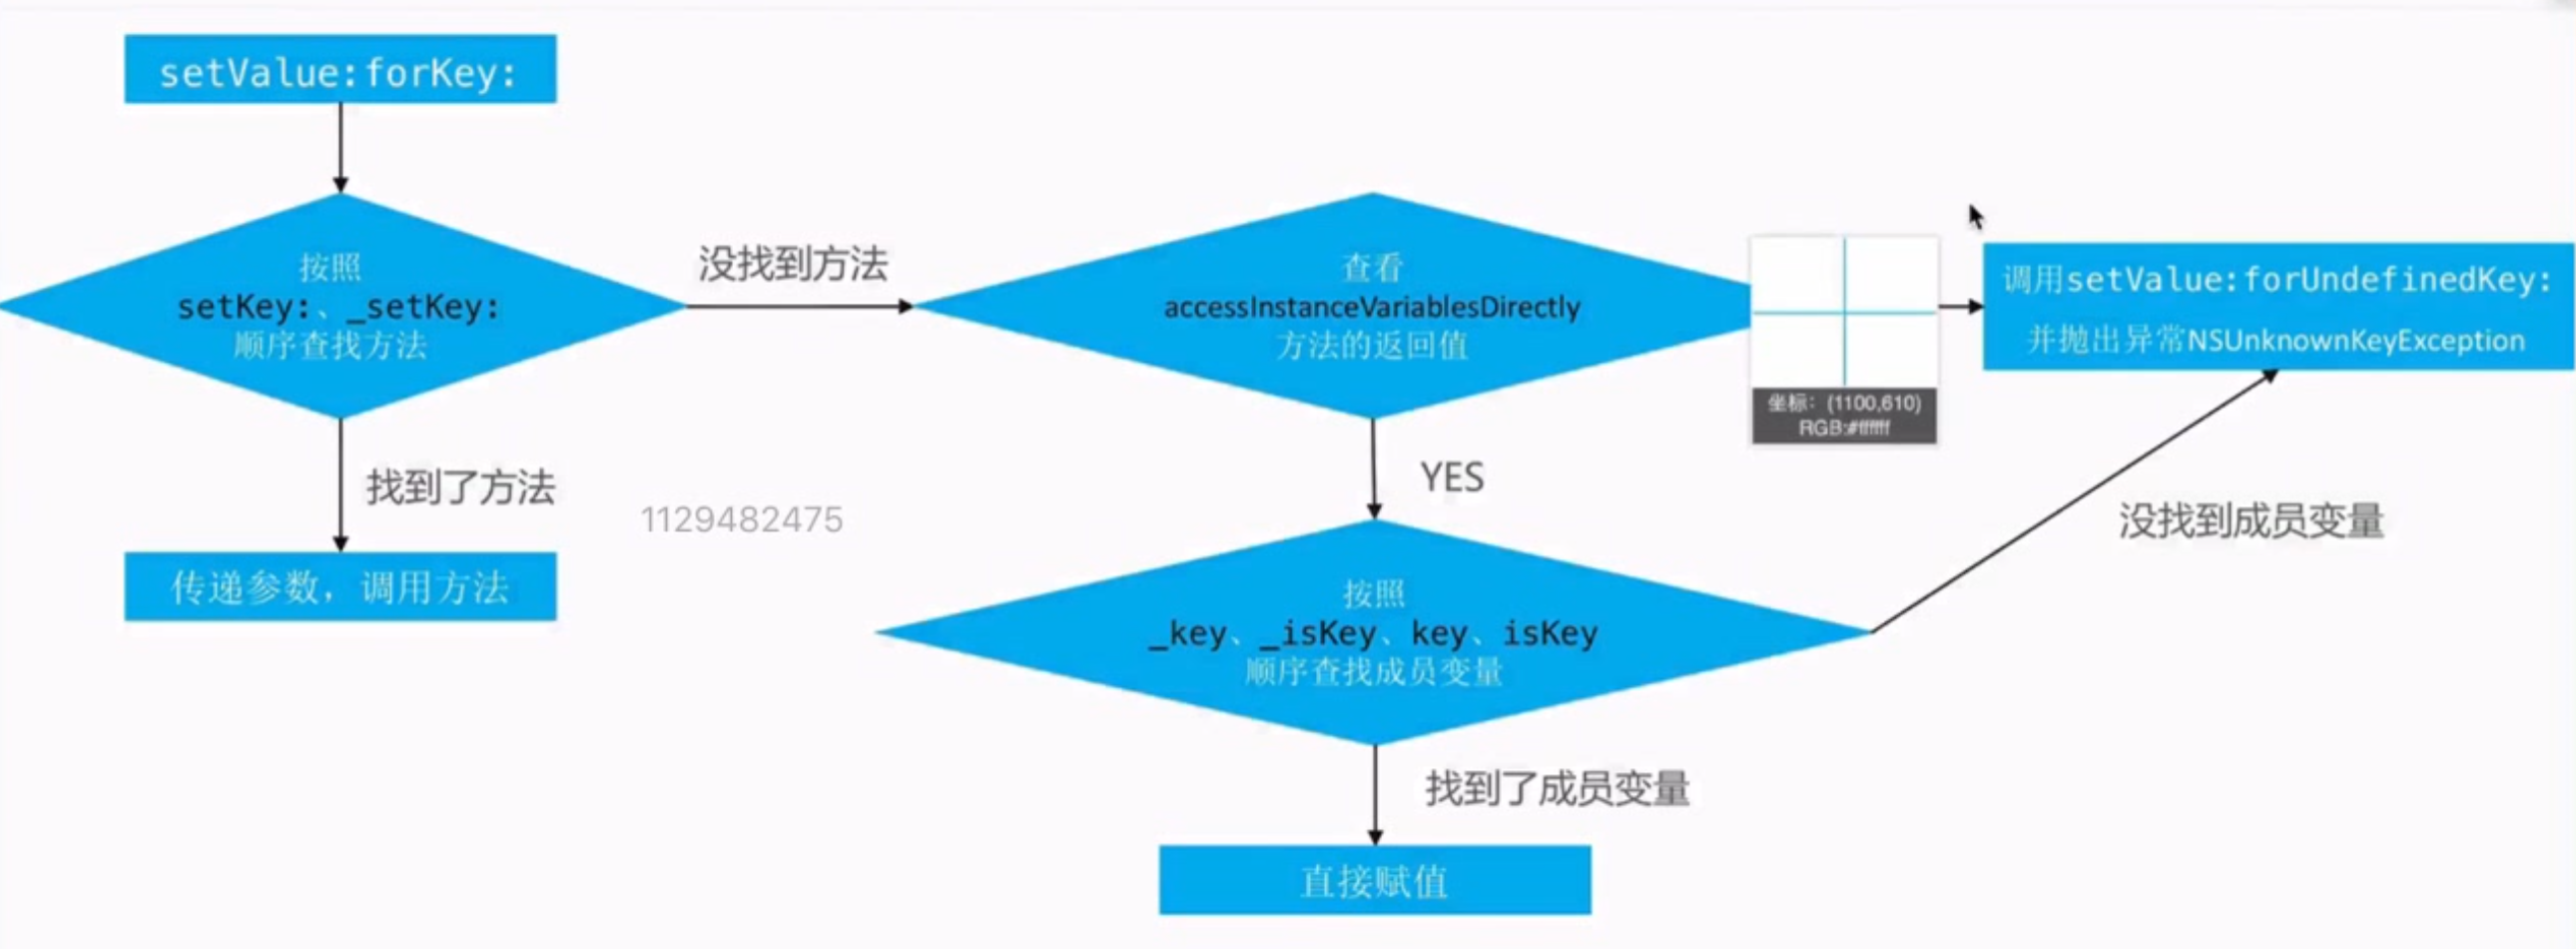 setValue:forKey:
按照
setKey:、_setKey:
顺序查找方法
没找到方法
查看
accessInstanceVariablesDirectly
方法的返回值
坐标： (1100,610)
RGB:#ffffff
调用setValue:forUndefinedKey:
并抛出异常NSUnknownKeyException
找到了方法
YES
1129482475
没找到成员变量
传递参数，调用方法
按照
_key、_isKey、key、isKey
顺序查找成员变量
找到了成员变量
直接赋值